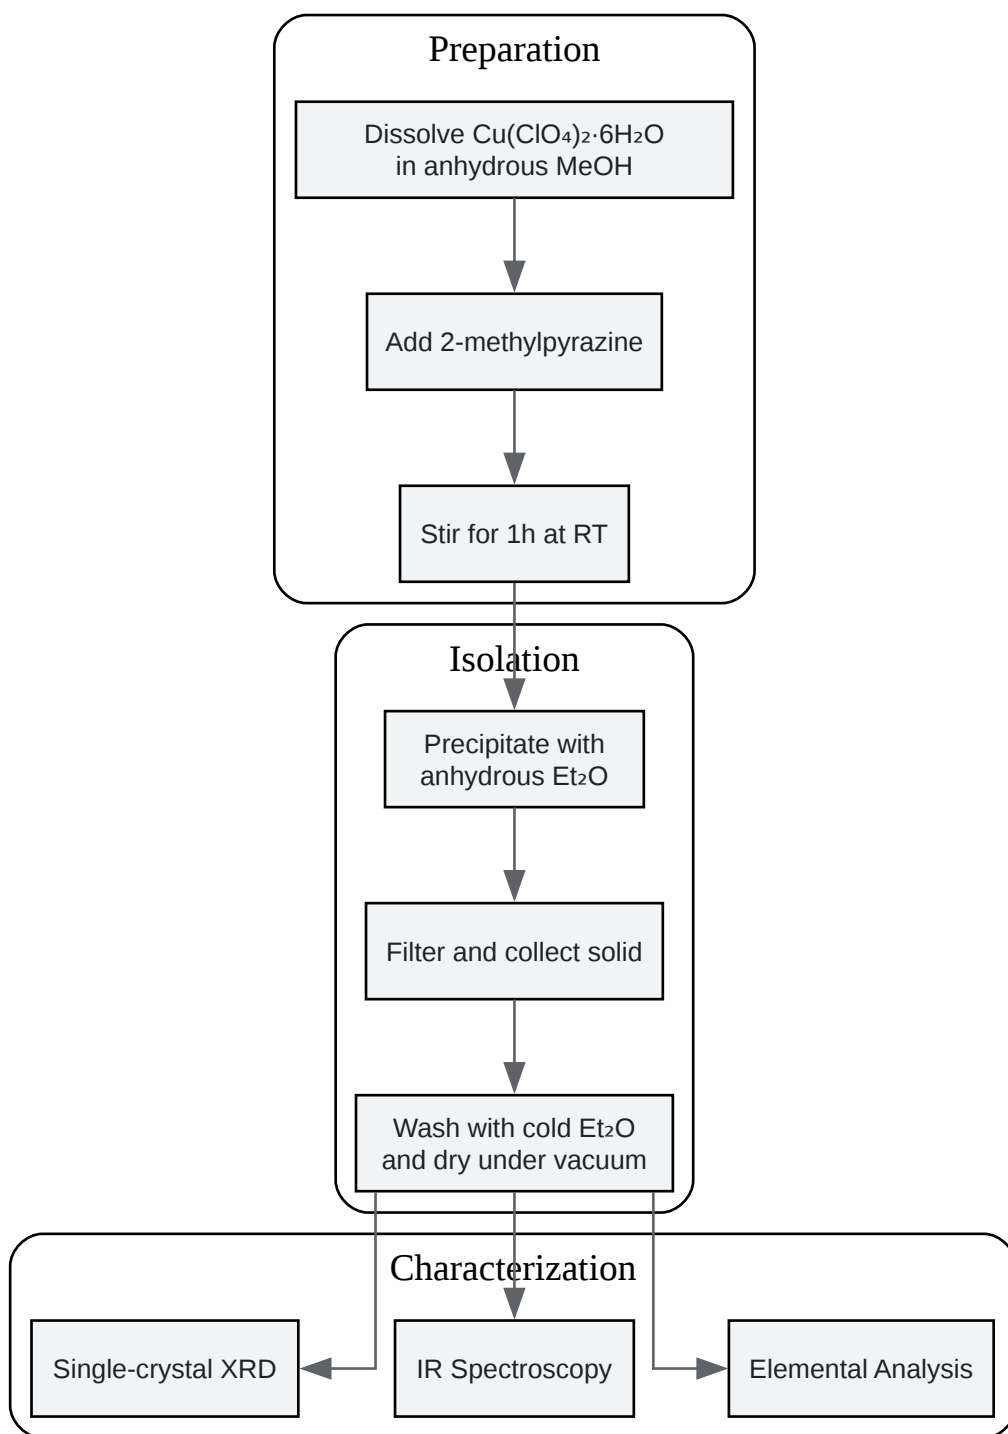 Preparation
Dissolve Cu(ClO₄)₂·6H₂O
in anhydrous MeOH
Add 2-methylpyrazine
Stir for 1h at RT
Isolation
Precipitate with
anhydrous Et₂O
Filter and collect solid
Wash with cold Et₂O
and dry under vacuum
Characterization
Single-crystal XRD
IR Spectroscopy
Elemental Analysis